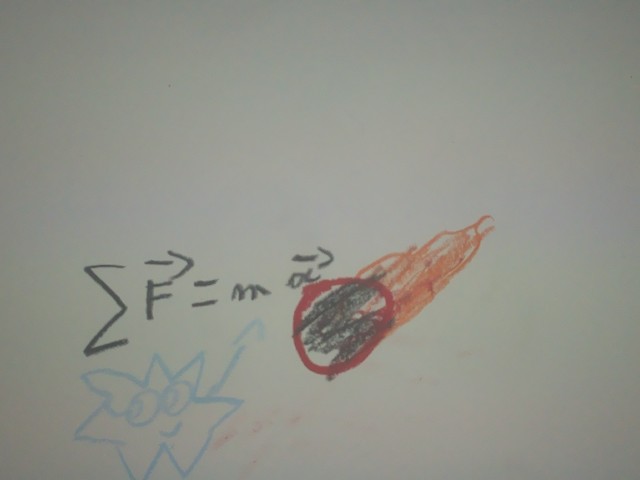 ∑ F⃗ = m a⃗